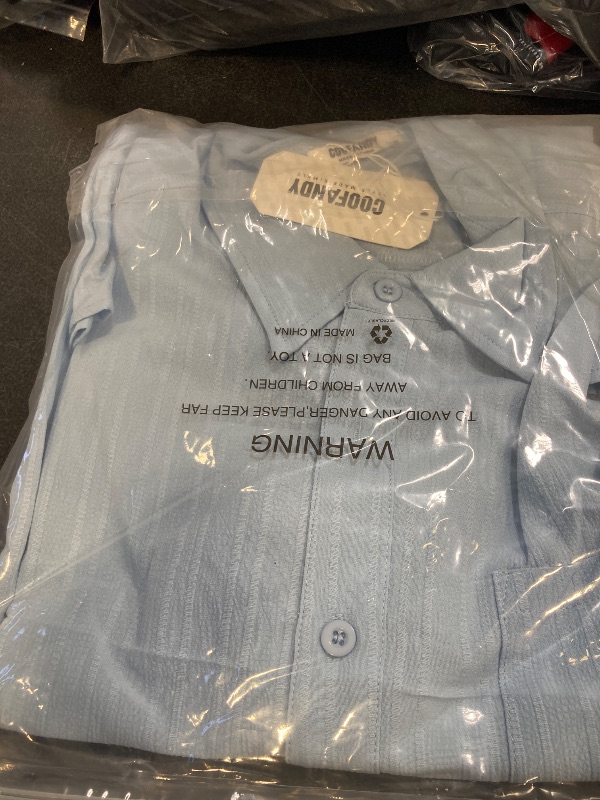 WARNING
TO AVOID ANY DANGER,PLEASE KEEP FAR
AWAY FROM CHILDREN.
BAG IS NOT A TOY.
MADE IN CHINA
COOFANDY